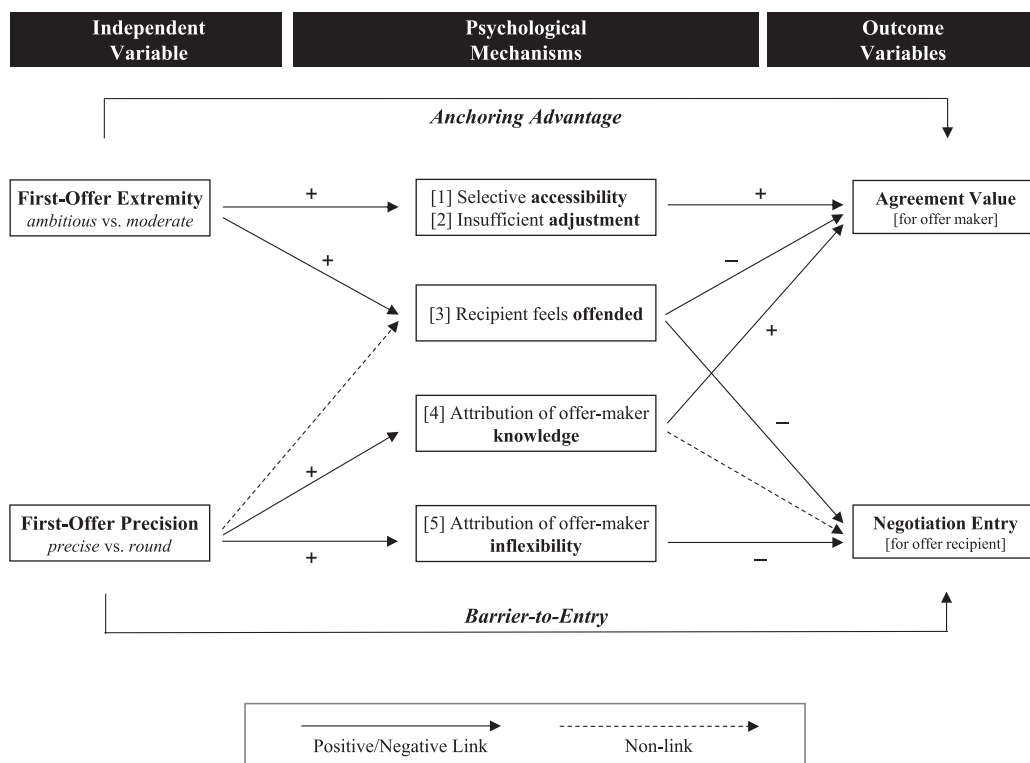 Independent
Variable
Psychological
Mechanisms
Outcome
Variables
Anchoring Advantage
First-Offer Extremity
ambitious vs. moderate
+
[1] Selective accessibility
[2] Insufficient adjustment
+
Agreement Value
[for offer maker]
+
−
[3] Recipient feels offended
+
[4] Attribution of offer-maker
knowledge
−
+
First-Offer Precision
precise vs. round
+
[5] Attribution of offer-maker
inflexibility
−
Negotiation Entry
[for offer recipient]
Barrier-to-Entry
Positive/Negative Link
Non-link